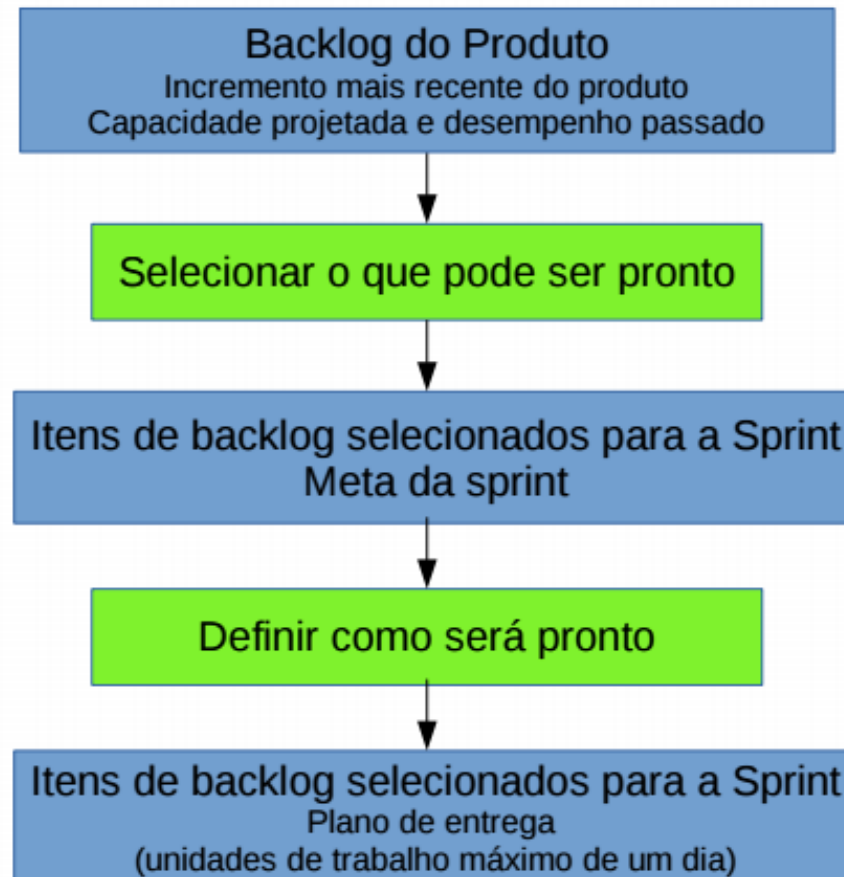 Backlog do Produto
Incremento mais recente do produto
Capacidade projetada e desempenho passado
Selecionar o que pode ser pronto
Itens de backlog selecionados para a Sprint
Meta da sprint
Definir como será pronto
Itens de backlog selecionados para a Sprint
Plano de entrega
(unidades de trabalho máximo de um dia)